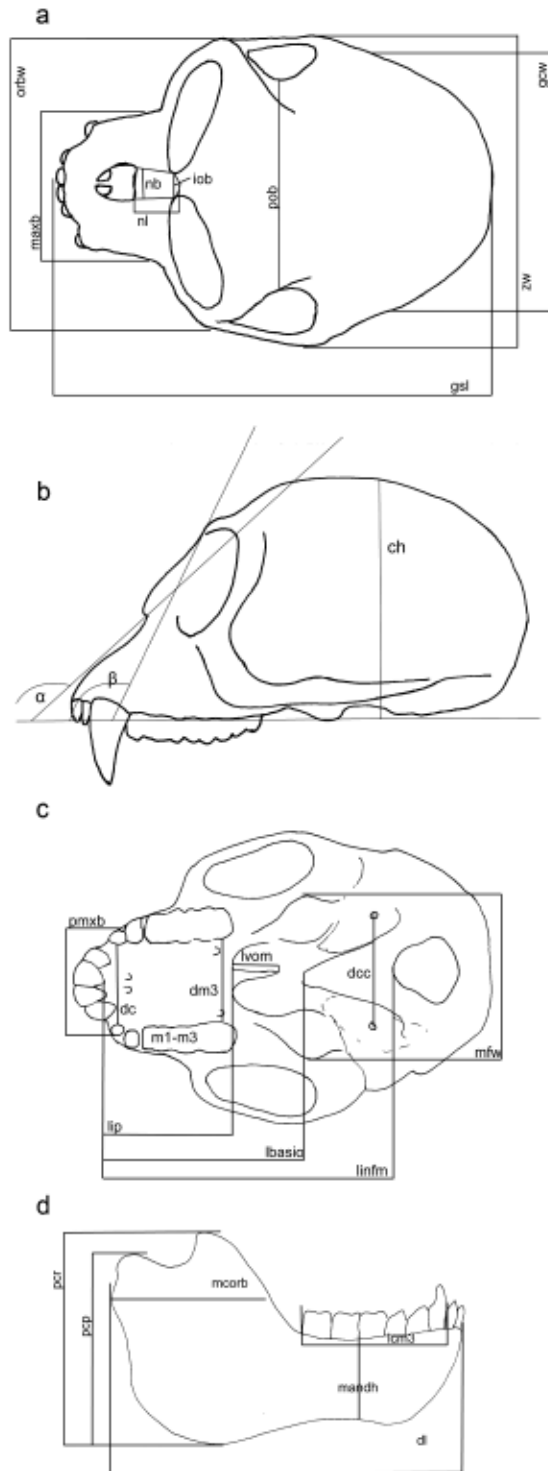 a
orbw
gcw
nb
iob
pob
maxb
nl
zw
gsl
b
ch
β
α
c
pmxb
lvom
dcc
dc
dm3
m1-m3
mfw
lip
lbasio
linfm
d
pcr
mcorb
pcp
lcm3
mandh
dl